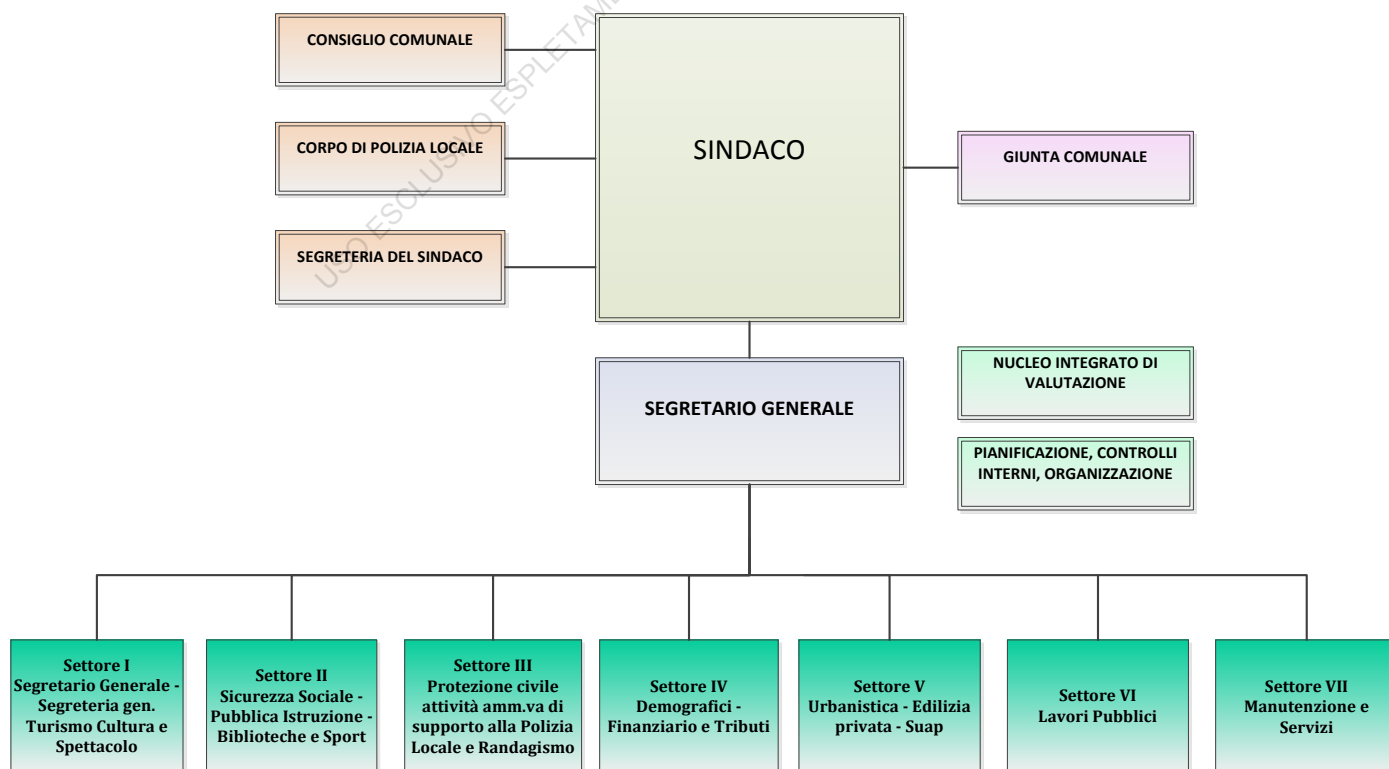 CONSIGLIO COMUNALE
CORPO DI POLIZIA LOCALE
SEGRETERIA DEL SINDACO
SINDACO
GIUNTA COMUNALE
SEGRETARIO GENERALE
NUCLEO INTEGRATO DI
VALUTAZIONE
PIANIFICAZIONE, CONTROLLI
INTERNI, ORGANIZZAZIONE
Settore I
Segretario Generale -
Segreteria gen.
Turismo Cultura e
Spettacolo
Settore II
Sicurezza Sociale -
Pubblica Istruzione -
Biblioteche e Sport
Settore III
Protezione civile
attività amm.va di
supporto alla Polizia
Locale e Randagismo
Settore IV
Demografici -
Finanziario e Tributi
Settore V
Urbanistica - Edilizia
privata - Suap
Settore VI
Lavori Pubblici
Settore VII
Manutenzione e
Servizi
USO ESCLUSIVO